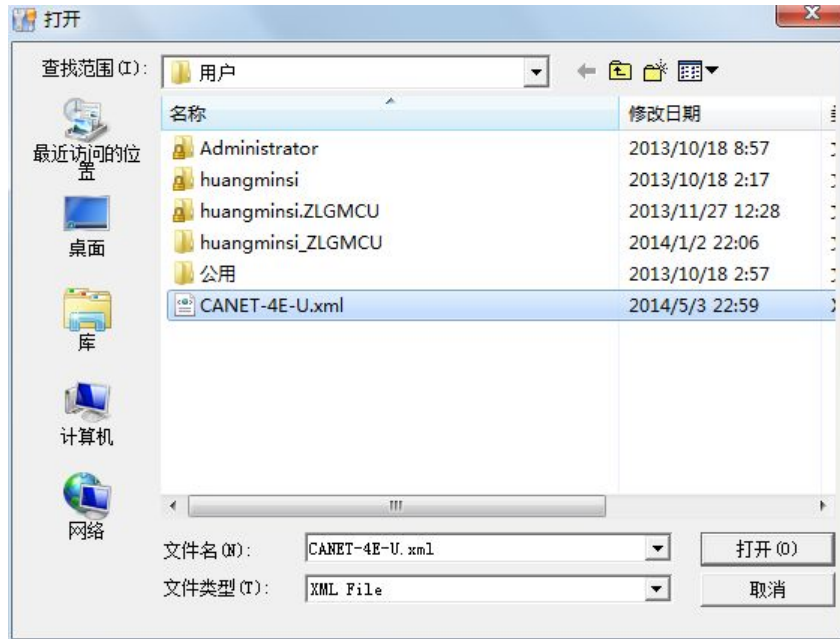 打开
查找范围(I):
用户
名称
修改日期
Administrator
2013/10/18 8:57
huangminsi
2013/10/18 2:17
huangminsi.ZLGMCU
2013/11/27 12:28
huangminsi_ZLGMCU
2014/1/2 22:06
公用
2013/10/18 2:57
CANET-4E-U.xml
2014/5/3 22:59
最近访问的位
置
桌面
库
计算机
网络
文件名(N):
CANET-4E-U.xml
打开(O)
文件类型(T):
XML File
取消